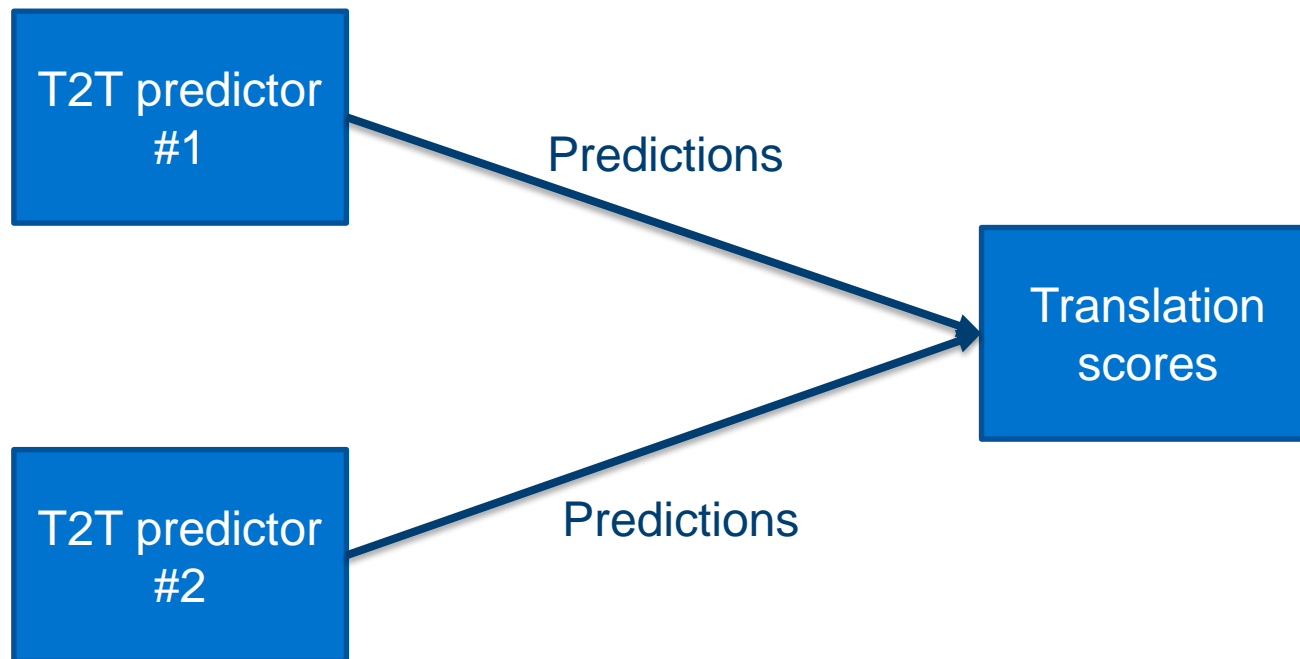 T2T predictor
#1
Predictions
Translation
scores
Predictions
T2T predictor
#2